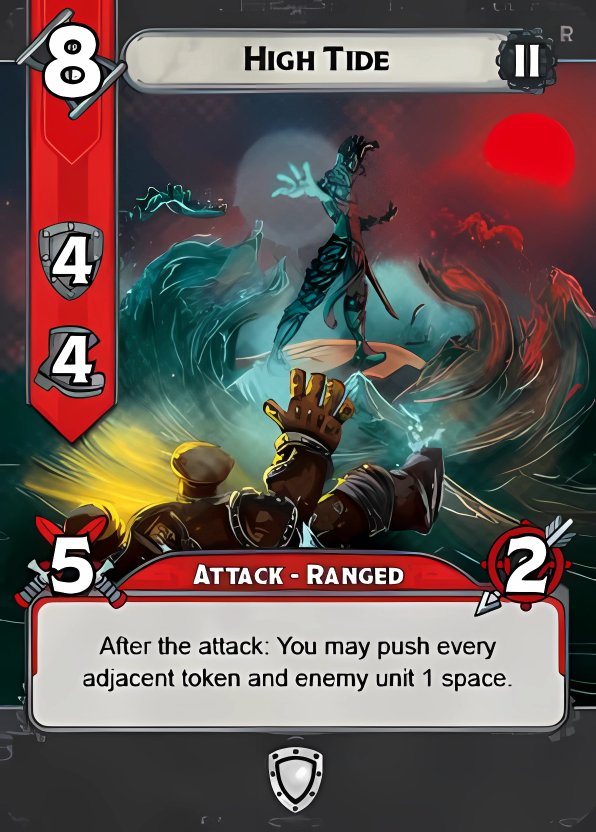 8
HIGH TIDE
II
R
4
4
5
ATTACK - RANGED
2
After the attack: You may push every
adjacent token and enemy unit 1 space.